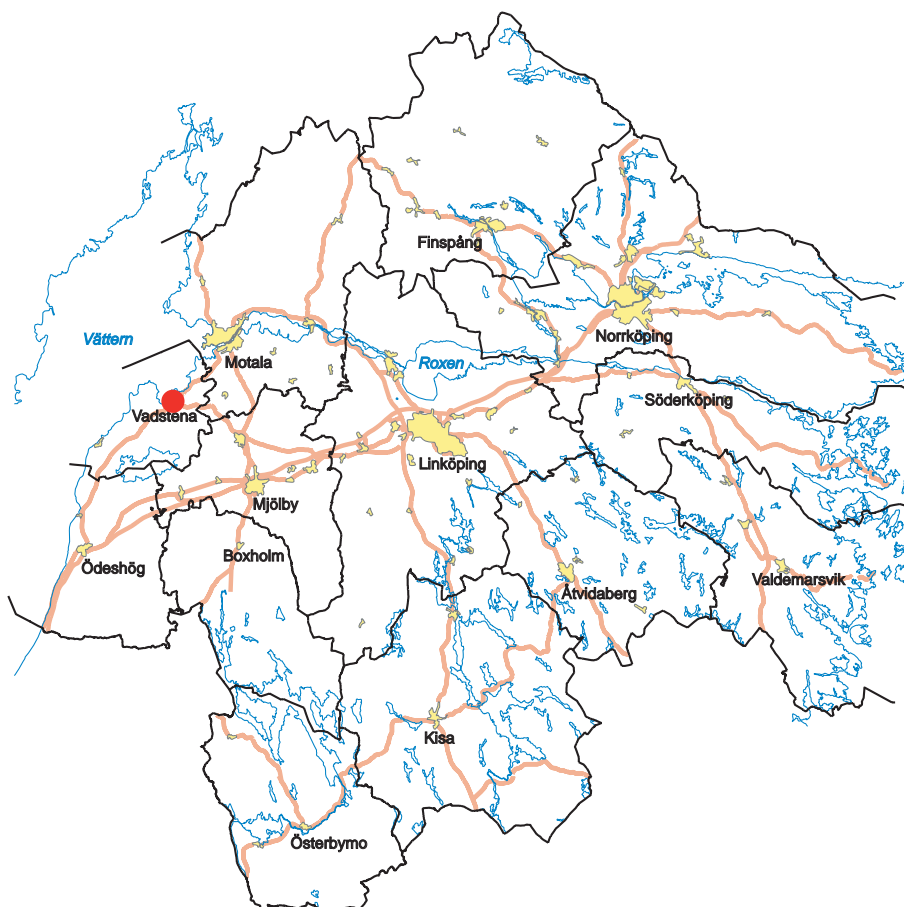 Finspång
Norrköping
Vättern
Motala
Roxen
Vadstena
Söderköping
Linköping
Mjölby
Boxholm
Ödeshög
Åtvidaberg
Valdemarsvik
Kisa
Österbymo